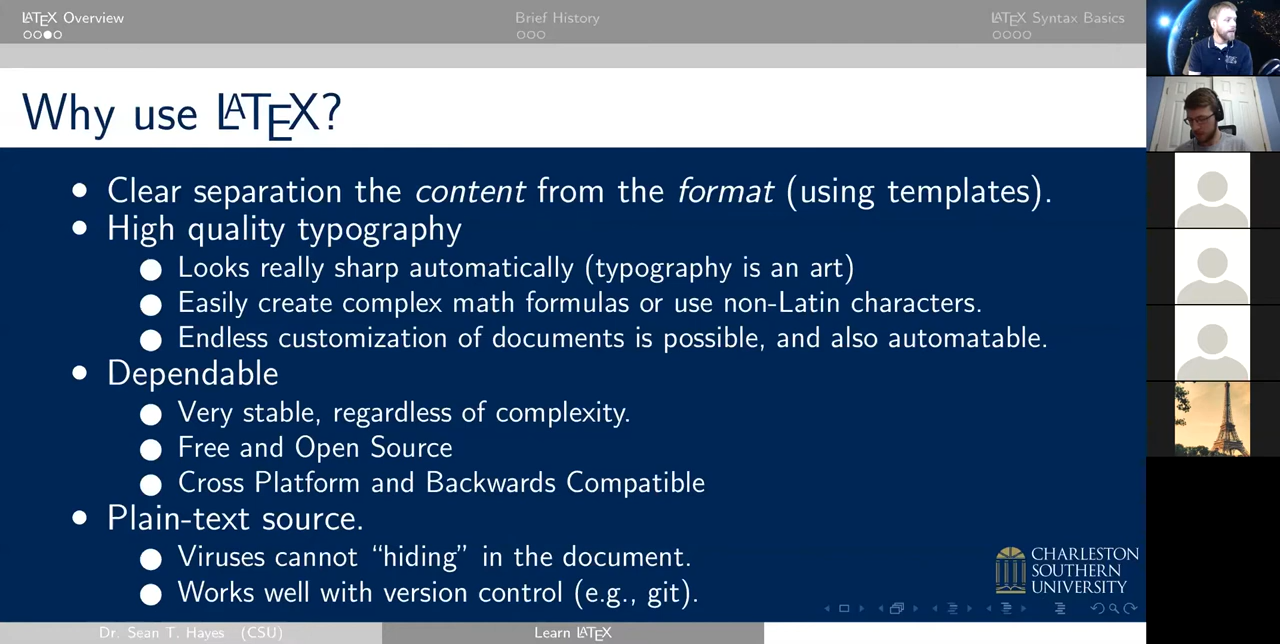 LATEX Overview
Brief History
LATEX Syntax Basics
Why use LATEX?
Clear separation the content from the format (using templates).
High quality typography
Looks really sharp automatically (typography is an art)
Easily create complex math formulas or use non-Latin characters.
Endless customization of documents is possible, and also automatable.
Dependable
Very stable, regardless of complexity.
Free and Open Source
Cross Platform and Backwards Compatible
Plain-text source.
Viruses cannot “hiding” in the document.
Works well with version control (e.g., git).
CHARLESTON
SOUTHERN
UNIVERSITY
Dr. Sean T. Hayes (CSU)
Learn LATEX